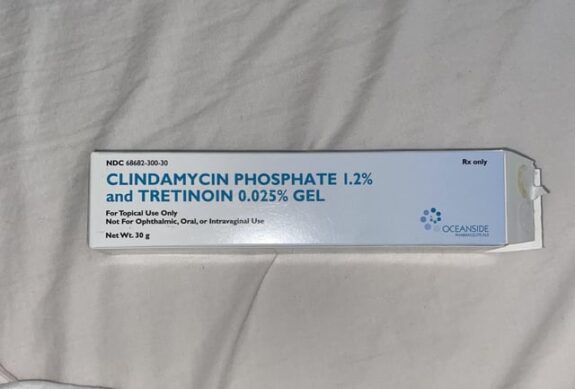 NDC 68682-300-30
Rx only
CLINDAMYCIN PHOSPHATE 1.2%
and TRETINOIN 0.025% GEL
For Topical Use Only
Not For Ophthalmic, Oral, or Intravaginal Use
Net Wt. 30 g
OCEANSIDE
PHARMACEUTICALS